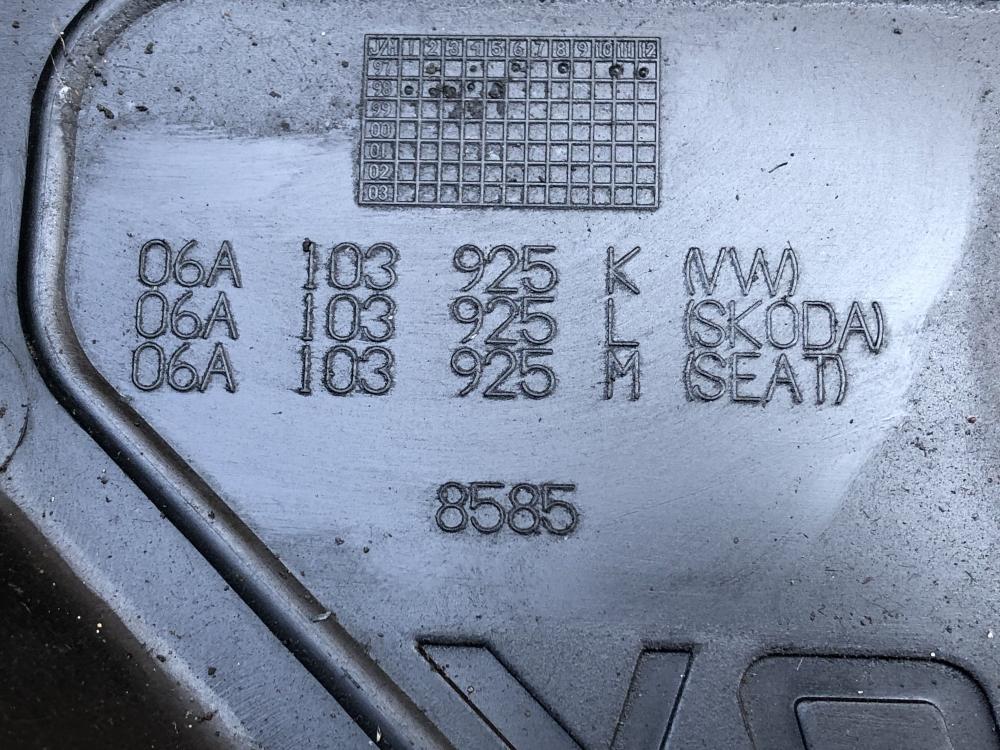 J/M 1 2 3 4 5 6 7 8 9 10 11 12
97
98
99
00
01
02
03
06A 103 925 K (VW)
06A 103 925 L (SKODA)
06A 103 925 M (SEAT)
8585